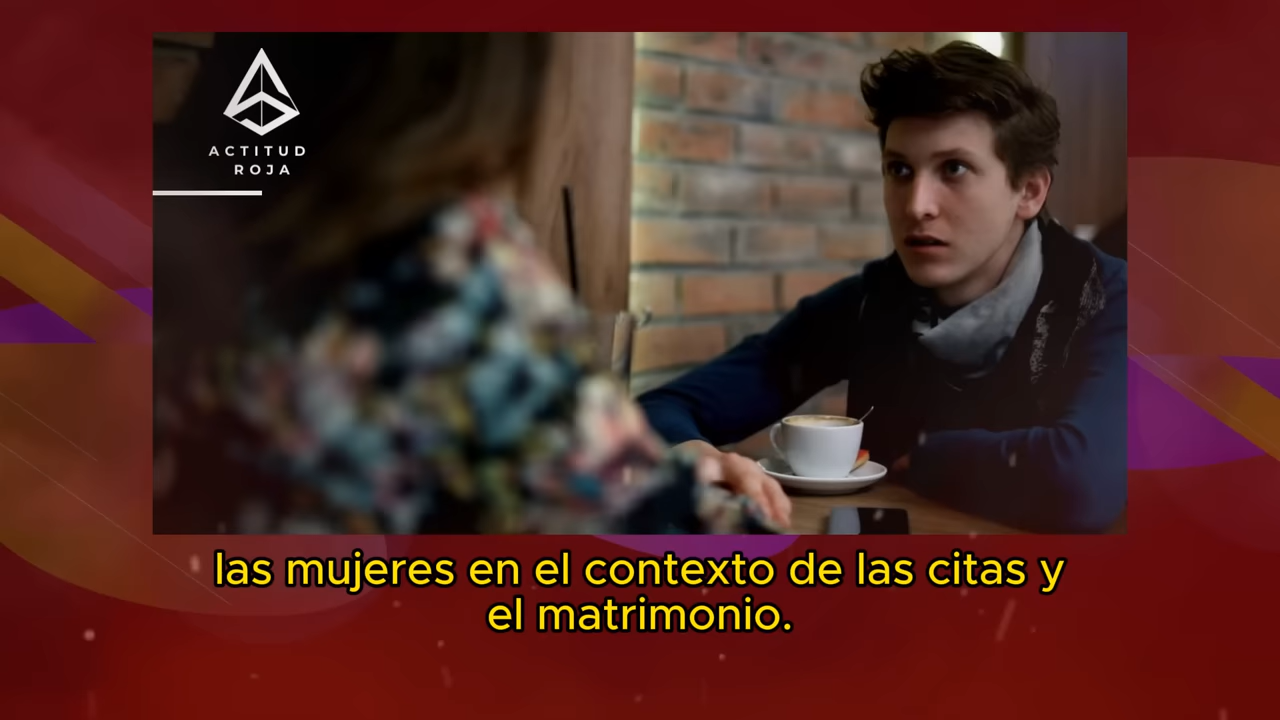 ACTITUD
ROJA
las mujeres en el contexto de las citas y
el matrimonio.